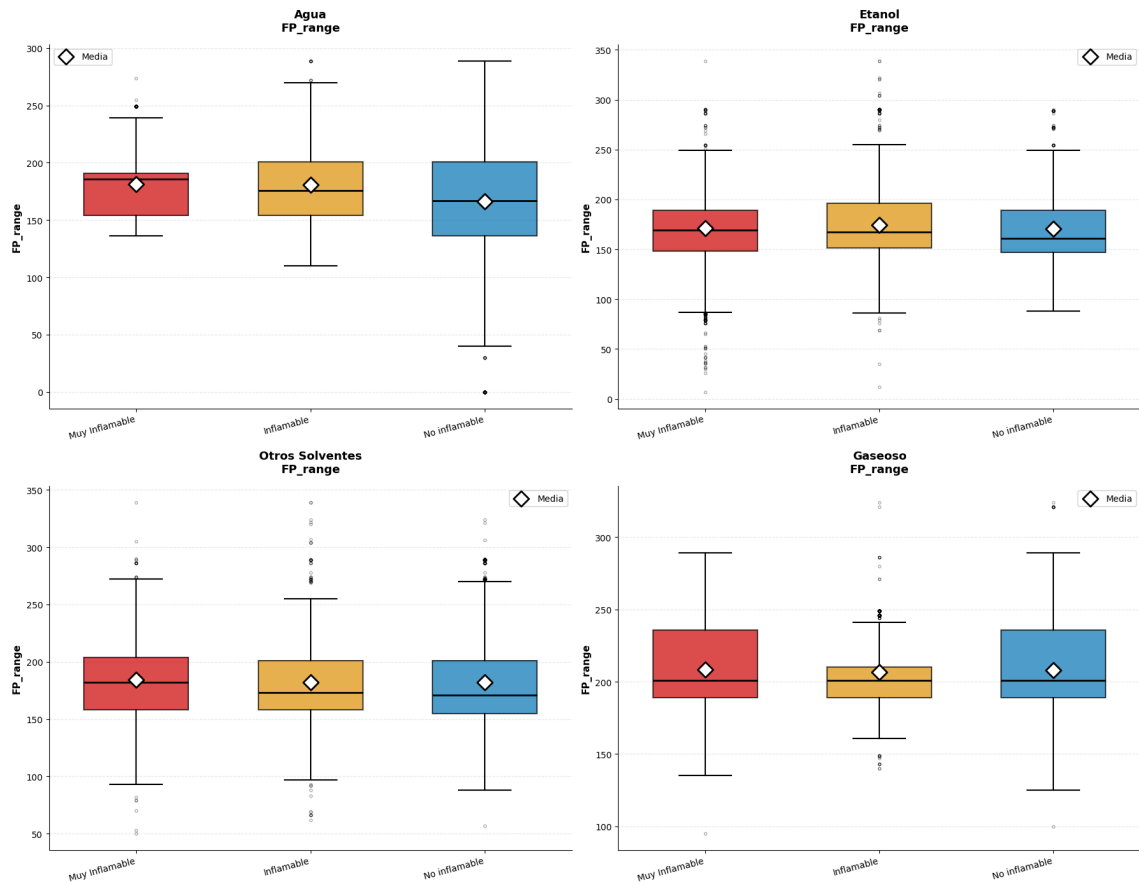 Agua
FP_range
Media
FP_range
300
250
200
150
100
50
0
Muy Inflamable
Inflamable
No inflamable
Etanol
FP_range
Media
FP_range
350
300
250
200
150
100
50
0
Muy Inflamable
Inflamable
No inflamable
Otros Solventes
FP_range
Media
FP_range
350
300
250
200
150
100
50
Muy Inflamable
Inflamable
No inflamable
Gaseoso
FP_range
Media
FP_range
300
250
200
150
100
Muy Inflamable
Inflamable
No inflamable